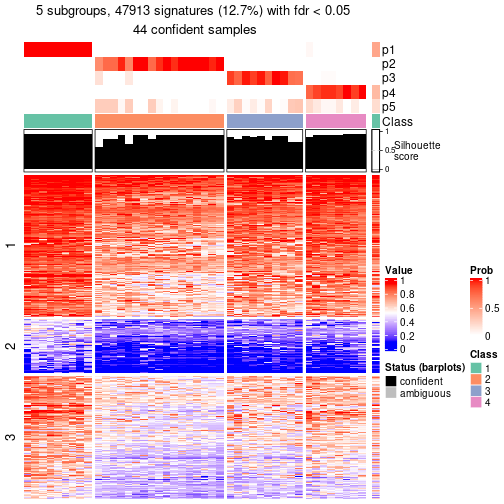 5 subgroups, 47913 signatures (12.7%) with fdr < 0.05
44 confident samples
p1
p2
p3
p4
p5
Class
1
0.5
0
Silhouette
score
1
2
3
Value
1
0.8
0.6
0.4
0.2
0
Prob
1
0.5
0
Status (barplots)
confident
ambiguous
Class
1
2
3
4